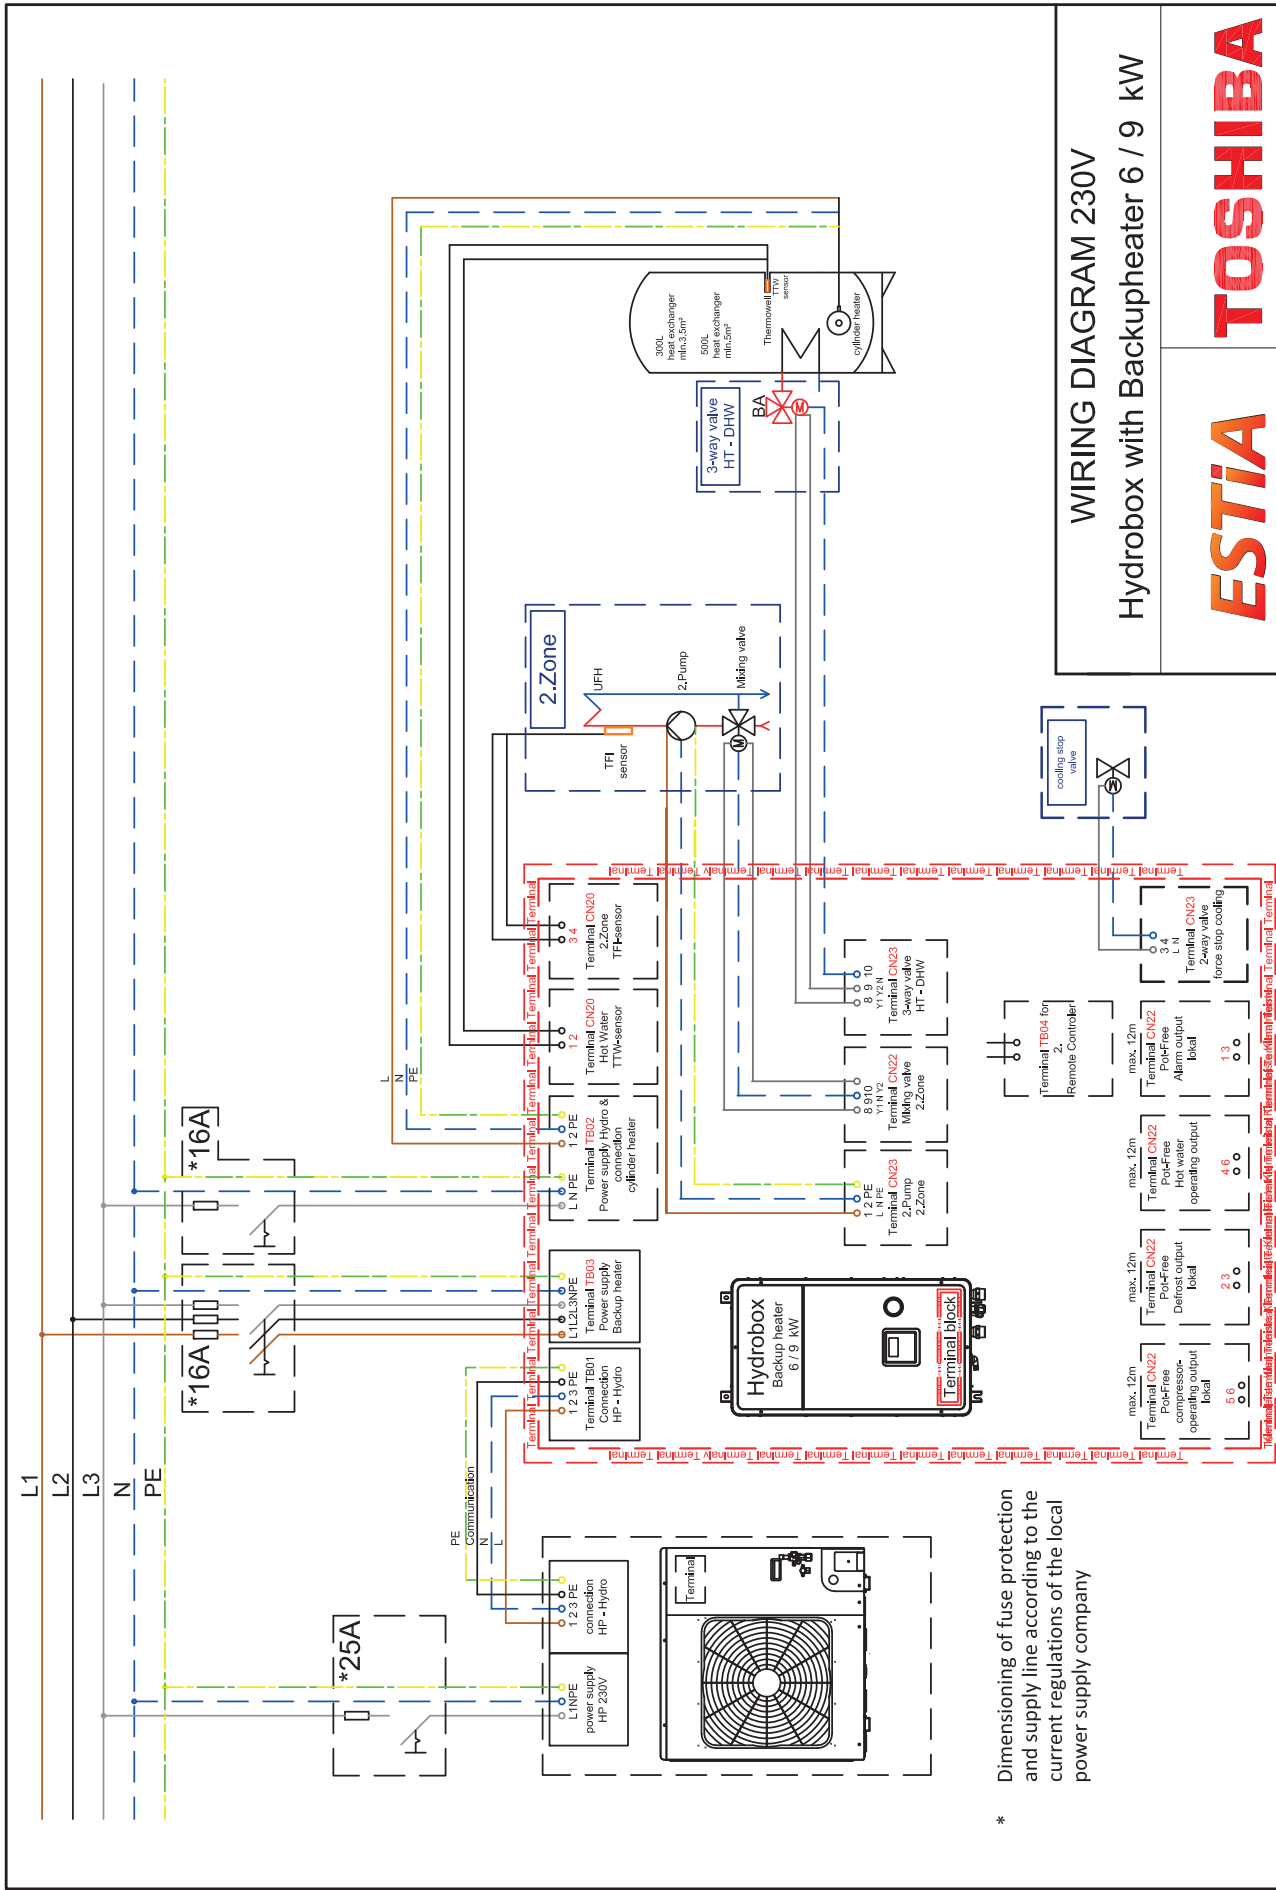 L1
L2
L3
N
PE
*25A
*16A
*16A
PE
Communication
N
L
L
N
PE
L1NPE
power supply
HP 230V
1 2 3 PE
connection
HP - Hydro
Terminal
1 2 3 PE
Terminal TB01
Connection
HP - Hydro
L1L2L3NPE
Terminal TB03
Power supply
Backup heater
L N PE
1 2 PE
Terminal TB02
Power supply Hydro &
connection
cylinder heater
1 2
Terminal CN20
Hot Water
TTW-sensor
3 4
Terminal CN20
2.Zone
TFI-sensor
1 2 PE
L N PE
Terminal CN23
2.Pump
2.Zone
8 910
Y1 N Y2
Terminal CN22
Mixing valve
2.Zone
8 9 10
Y1 Y2 N
Terminal CN23
3-way valve
HT - DHW
Hydrobox
Backup heater
6 / 9 kW
Terminal block
Terminal TB04 for
2.
Remote Controler
max. 12m
Terminal CN22
Pot-Free
compressor-
operating output
lokal
5 6
max. 12m
Terminal CN22
Pot-Free
Defrost output
lokal
2 3
max. 12m
Terminal CN22
Pot-Free
Hot water
operating output
4 6
max. 12m
Terminal CN22
Pot-Free
Alarm output
lokal
1 3
3 4
L N
Terminal CN23
2-way valve
force stop cooling
cooling stop
valve
M
2.Zone
UFH
TFI
sensor
2.Pump
Mixing valve
M
3-way valve
HT - DHW
BA
M
300L
heat exchanger
min.3,5m²
500L
heat exchanger
min.5m²
Thermowell
TTW
sensor
cylinder heater
* Dimensioning of fuse protection
and supply line according to the
current regulations of the local
power supply company
WIRING DIAGRAM 230V
Hydrobox with Backupheater 6 / 9 kW
ESTiA
TOSHIBA